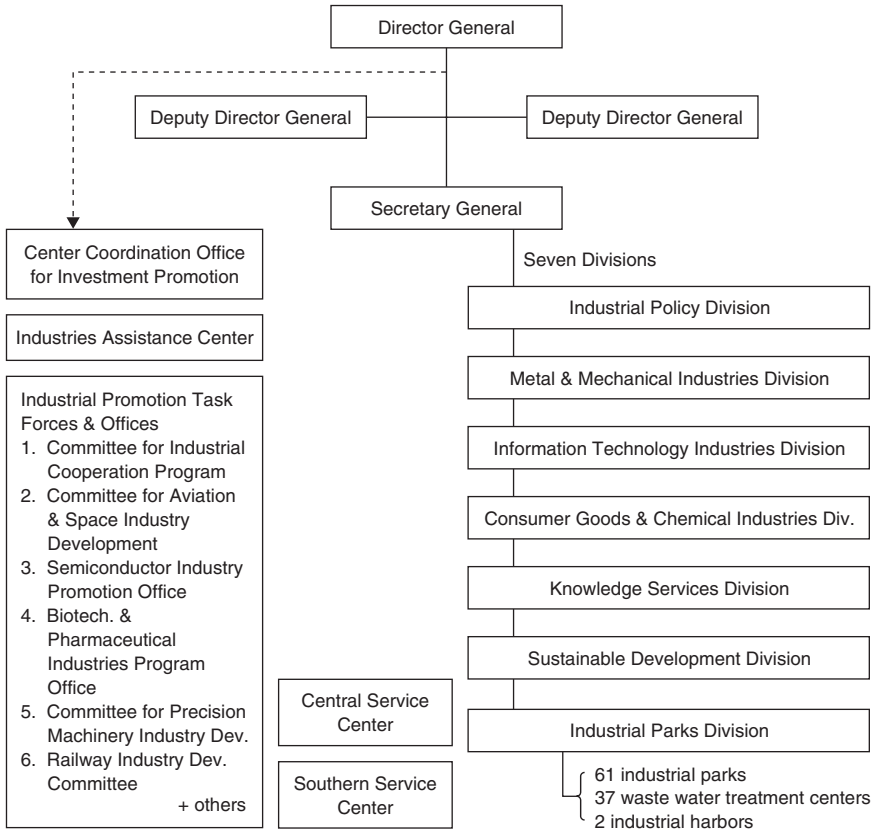 Director General
Deputy Director General
Deputy Director General
Secretary General
Center Coordination Office
for Investment Promotion
Industries Assistance Center
Industrial Promotion Task
Forces & Offices
1. Committee for Industrial
Cooperation Program
2. Committee for Aviation
& Space Industry
Development
3. Semiconductor Industry
Promotion Office
4. Biotech. &
Pharmaceutical
Industries Program
Office
5. Committee for Precision
Machinery Industry Dev.
6. Railway Industry Dev.
Committee
+ others
Central Service
Center
Southern Service
Center
Seven Divisions
Industrial Policy Division
Metal & Mechanical Industries Division
Information Technology Industries Division
Consumer Goods & Chemical Industries Div.
Knowledge Services Division
Sustainable Development Division
Industrial Parks Division
61 industrial parks
37 waste water treatment centers
2 industrial harbors